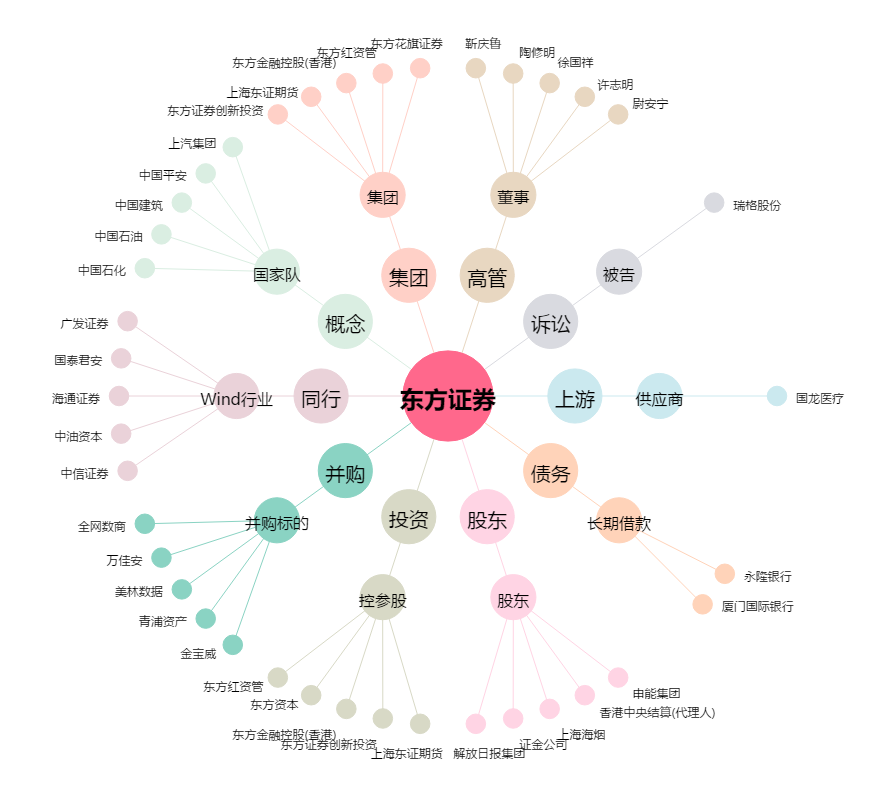 东方花旗证券
靳庆鲁
东方红资管
陶修明
东方金融控股(香港)
徐国祥
上海东证期货
许志明
东方证券创新投资
尉安宁
上汽集团
中国平安
集团
董事
中国建筑
瑞格股份
中国石油
中国石化
国家队
集团
高管
被告
广发证券
概念
诉讼
国泰君安
海通证券
Wind行业
同行
东方证券
上游
供应商
国龙医疗
中油资本
中信证券
并购
债务
全网数商
并购标的
投资
股东
长期借款
万佳安
永隆银行
美林数据
控参股
股东
厦门国际银行
青浦资产
金宝威
东方红资管
申能集团
东方资本
香港中央结算(代理人)
东方金融控股(香港)
上海海烟
东方证券创新投资
证金公司
上海东证期货
解放日报集团